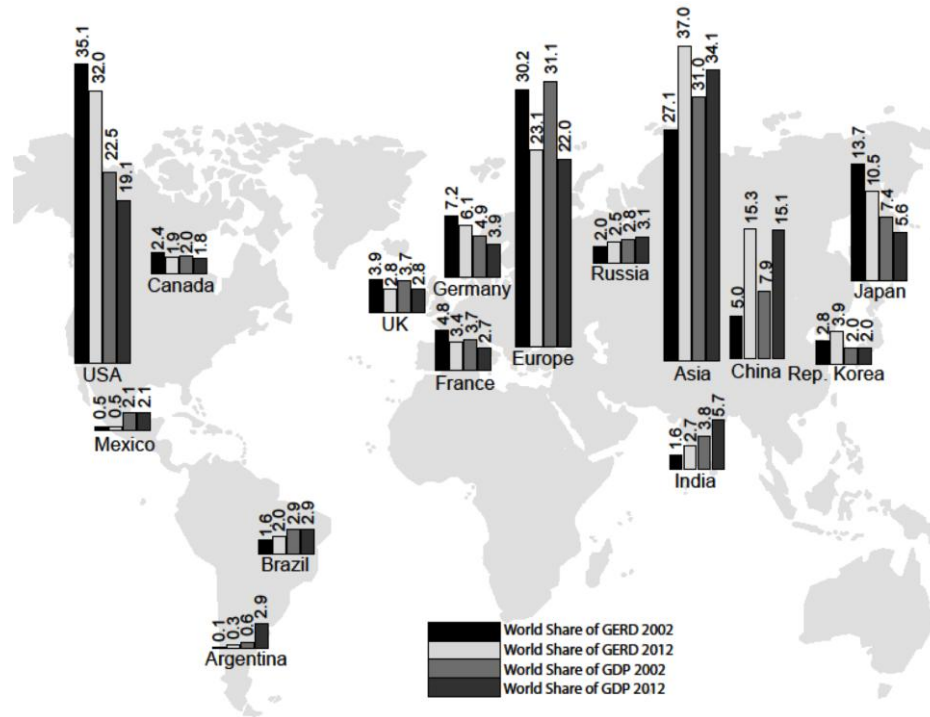 35.1 32.0 22.5 19.1
USA
2.4 1.9 2.0 1.8
Canada
0.5 0.5 2.1 2.1
Mexico
1.6 2.0 2.9 2.9
Brazil
0.1 0.3 0.6 2.9
Argentina
3.9 2.8 3.7 2.8
UK
7.2 6.1 4.9 3.9
Germany
4.8 3.4 3.7 2.7
France
30.2 23.1 31.1 22.0
Europe
2.0 2.5 2.8 3.1
Russia
27.1 37.0 31.0 34.1
Asia
5.0 15.3 7.9 15.1
China
1.6 2.7 3.8 5.7
India
2.8 3.9 2.0 2.0
Rep. Korea
13.7 10.5 7.4 5.6
Japan
World Share of GERD 2002
World Share of GERD 2012
World Share of GDP 2002
World Share of GDP 2012